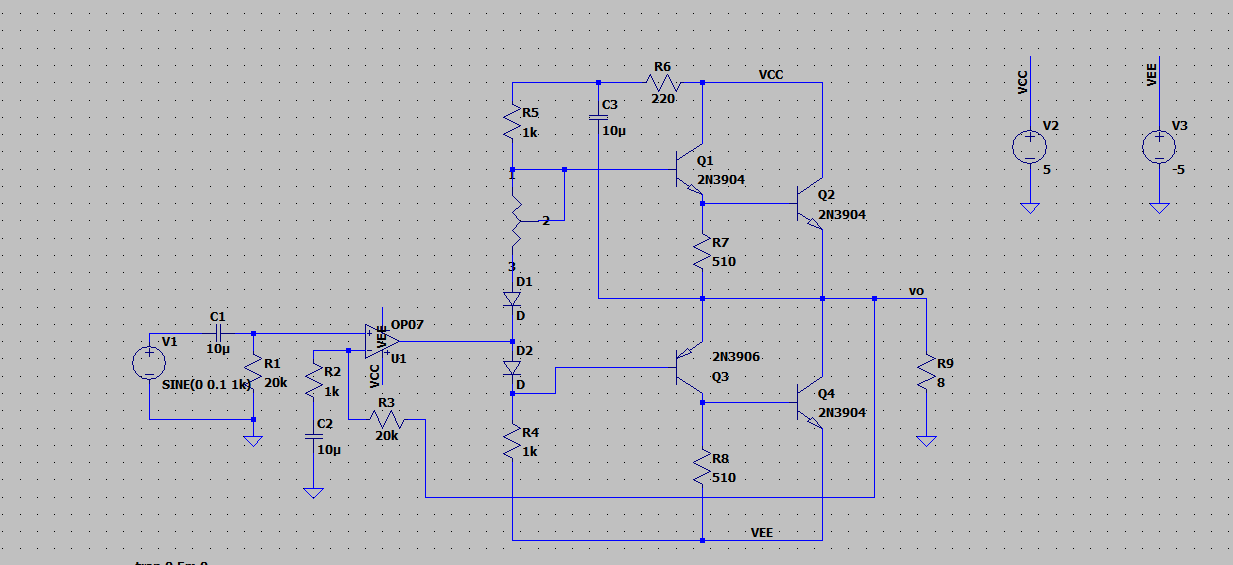 R6
220
VCC
R5
1k
C3
10µ
Q1
2N3904
Q2
2N3904
1
2
3
R7
510
D1
D
D2
D
vo
VCC
V2
5
VEE
V3
-5
C1
10µ
V1
SINE(0 0.1 1k)
R1
20k
OP07
VEE
U1
VCC
R2
1k
C2
10µ
R3
20k
2N3906
Q3
Q4
2N3904
R9
8
R4
1k
R8
510
VEE